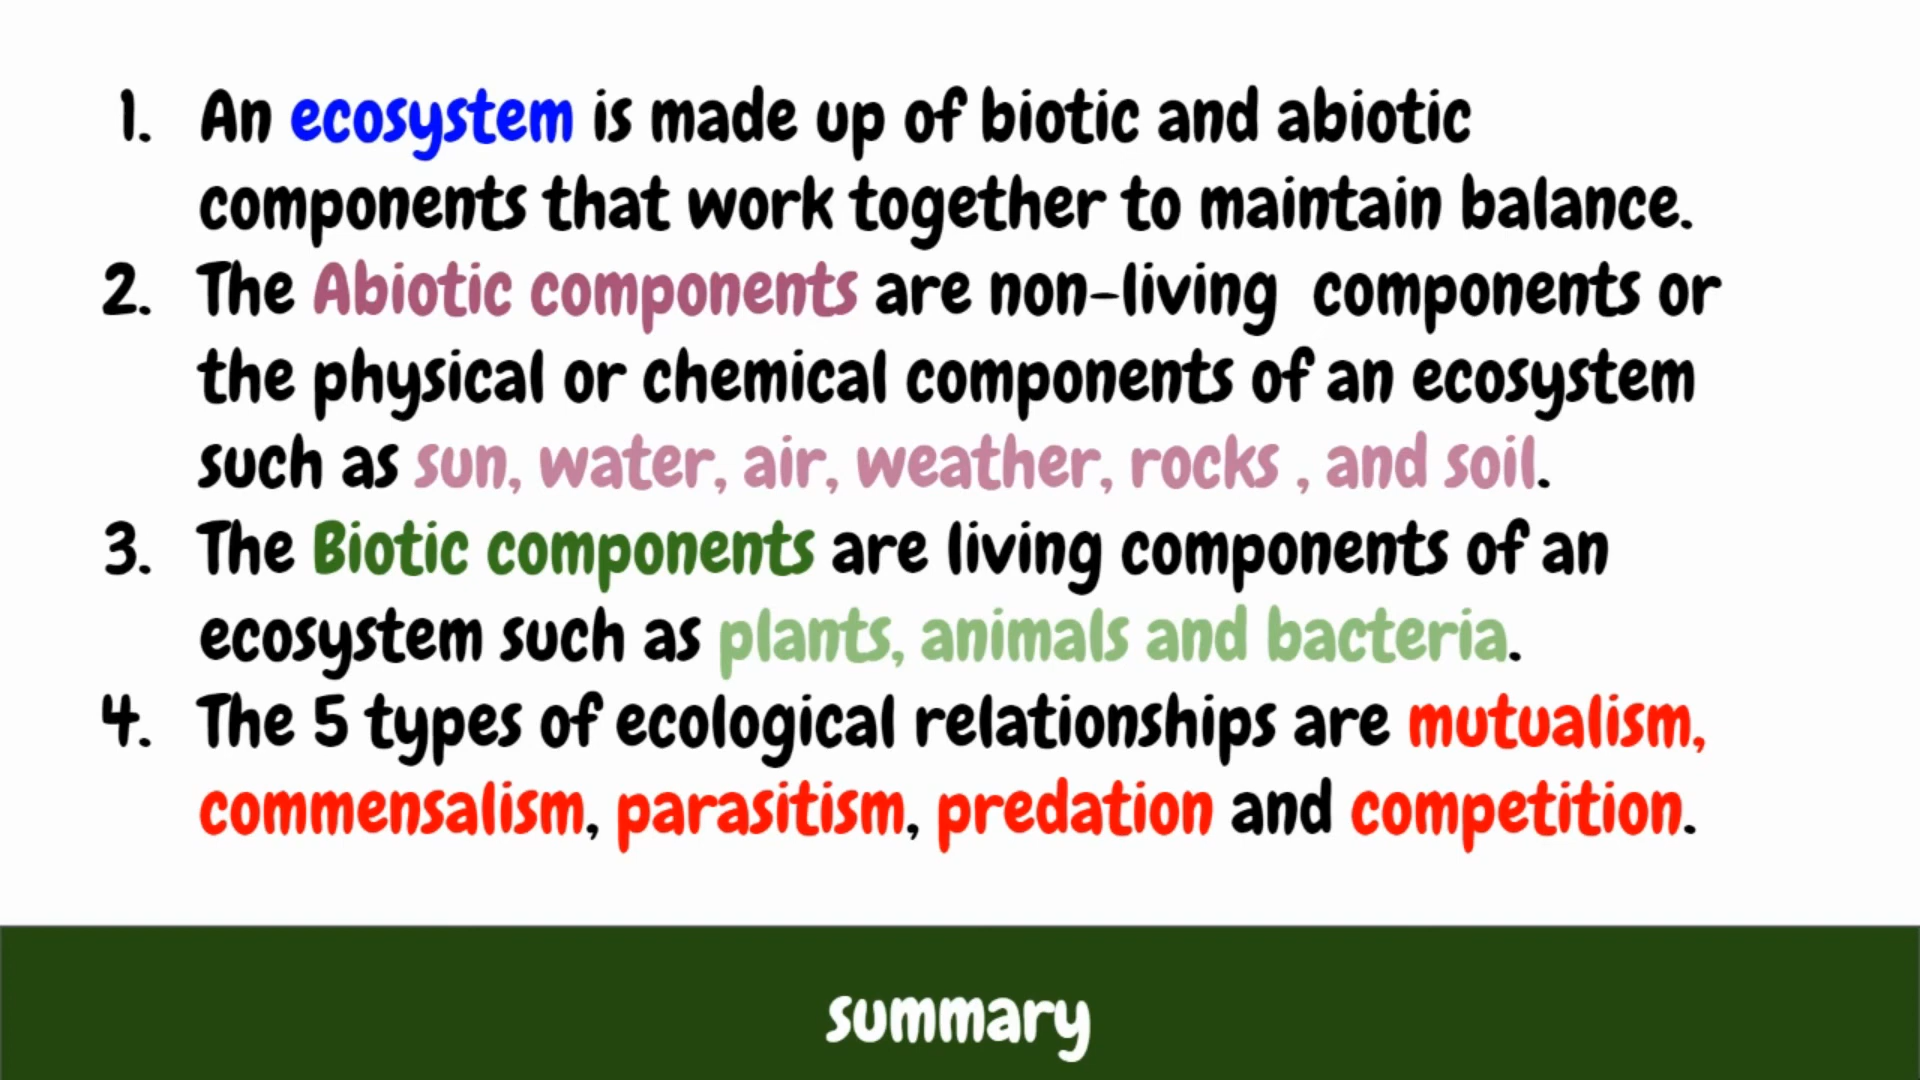 1. An ecosystem is made up of biotic and abiotic
components that work together to maintain balance.
2. The Abiotic components are non-living  components or
the physical or chemical components of an ecosystem
such as sun, water, air, weather, rocks , and soil.
3. The Biotic components are living components of an
ecosystem such as plants, animals and bacteria.
4. The 5 types of ecological relationships are mutualism,
commensalism, parasitism, predation and competition.
summary